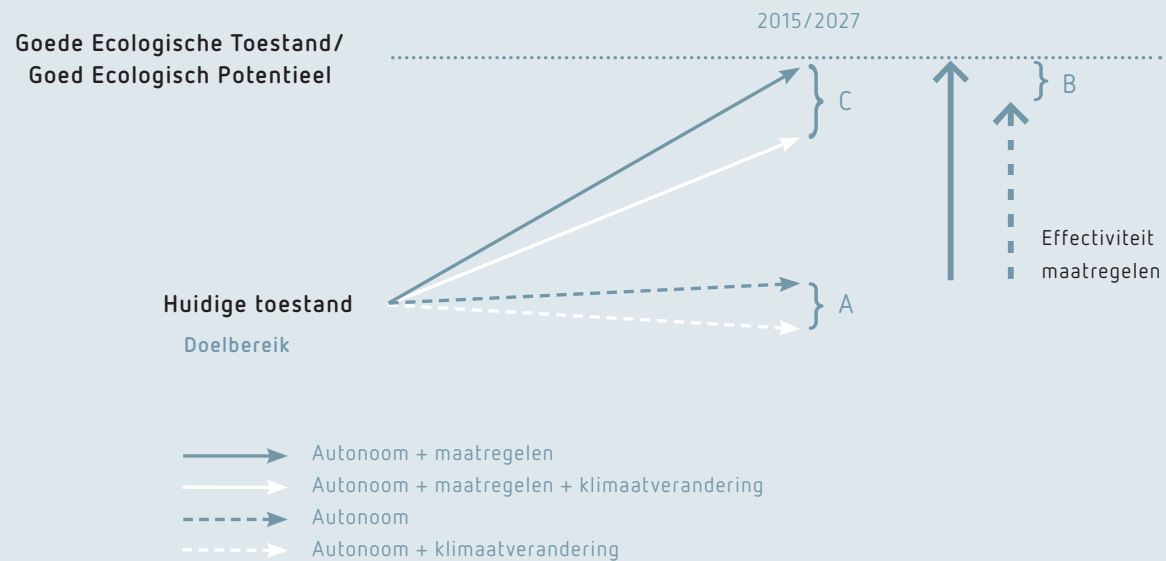 2015/2027
Goede Ecologische Toestand/
Goed Ecologisch Potentieel
C
B
Effectiviteit
maatregelen
Huidige toestand
A
Doelbereik
Autonoom + maatregelen
Autonoom + maatregelen + klimaatverandering
Autonoom
Autonoom + klimaatverandering